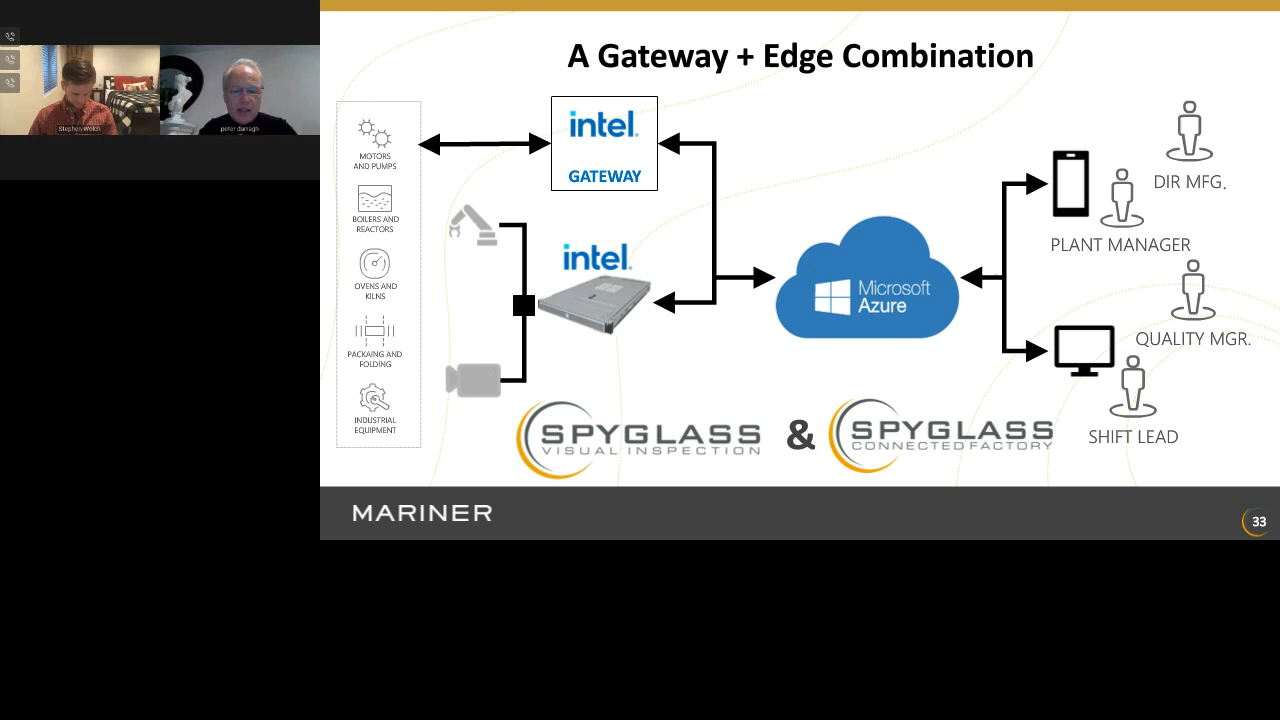 Stephen Welch
peter darragh
A Gateway + Edge Combination
MOTORS
AND PUMPS
BOILERS AND
REACTORS
OVENS AND
KILNS
PACKAING AND
FOLDING
INDUSTRIAL
EQUIPMENT
intel.
GATEWAY
intel.
Microsoft
Azure
DIR MFG.
PLANT MANAGER
QUALITY MGR.
SHIFT LEAD
SPYGLASS
VISUAL INSPECTION
&
SPYGLASS
CONNECTED FACTORY
MARINER
33